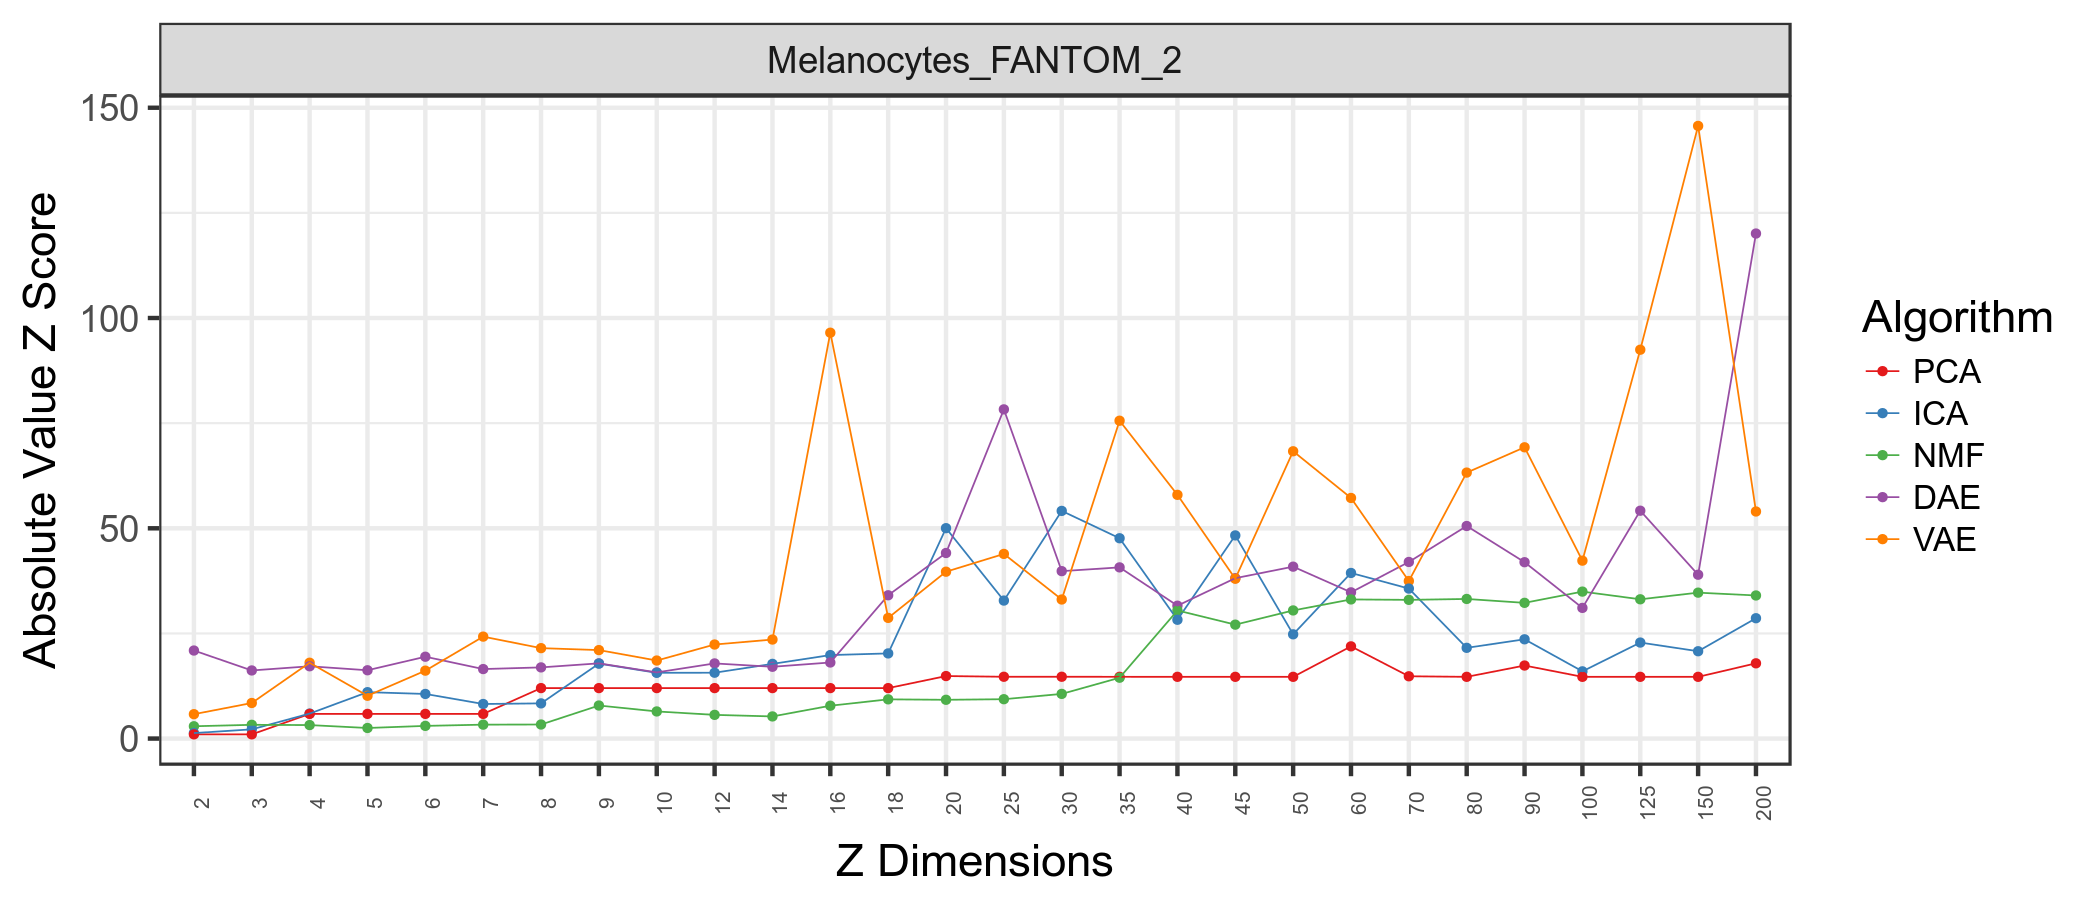 Melanocytes_FANTOM_2
Absolute Value Z Score
150
100
50
0
2 3 4 5 6 7 8 9 10 12 14 16 18 20 25 30 35 40 45 50 60 70 80 90 100 125 150 200
Z Dimensions
Algorithm
PCA
ICA
NMF
DAE
VAE